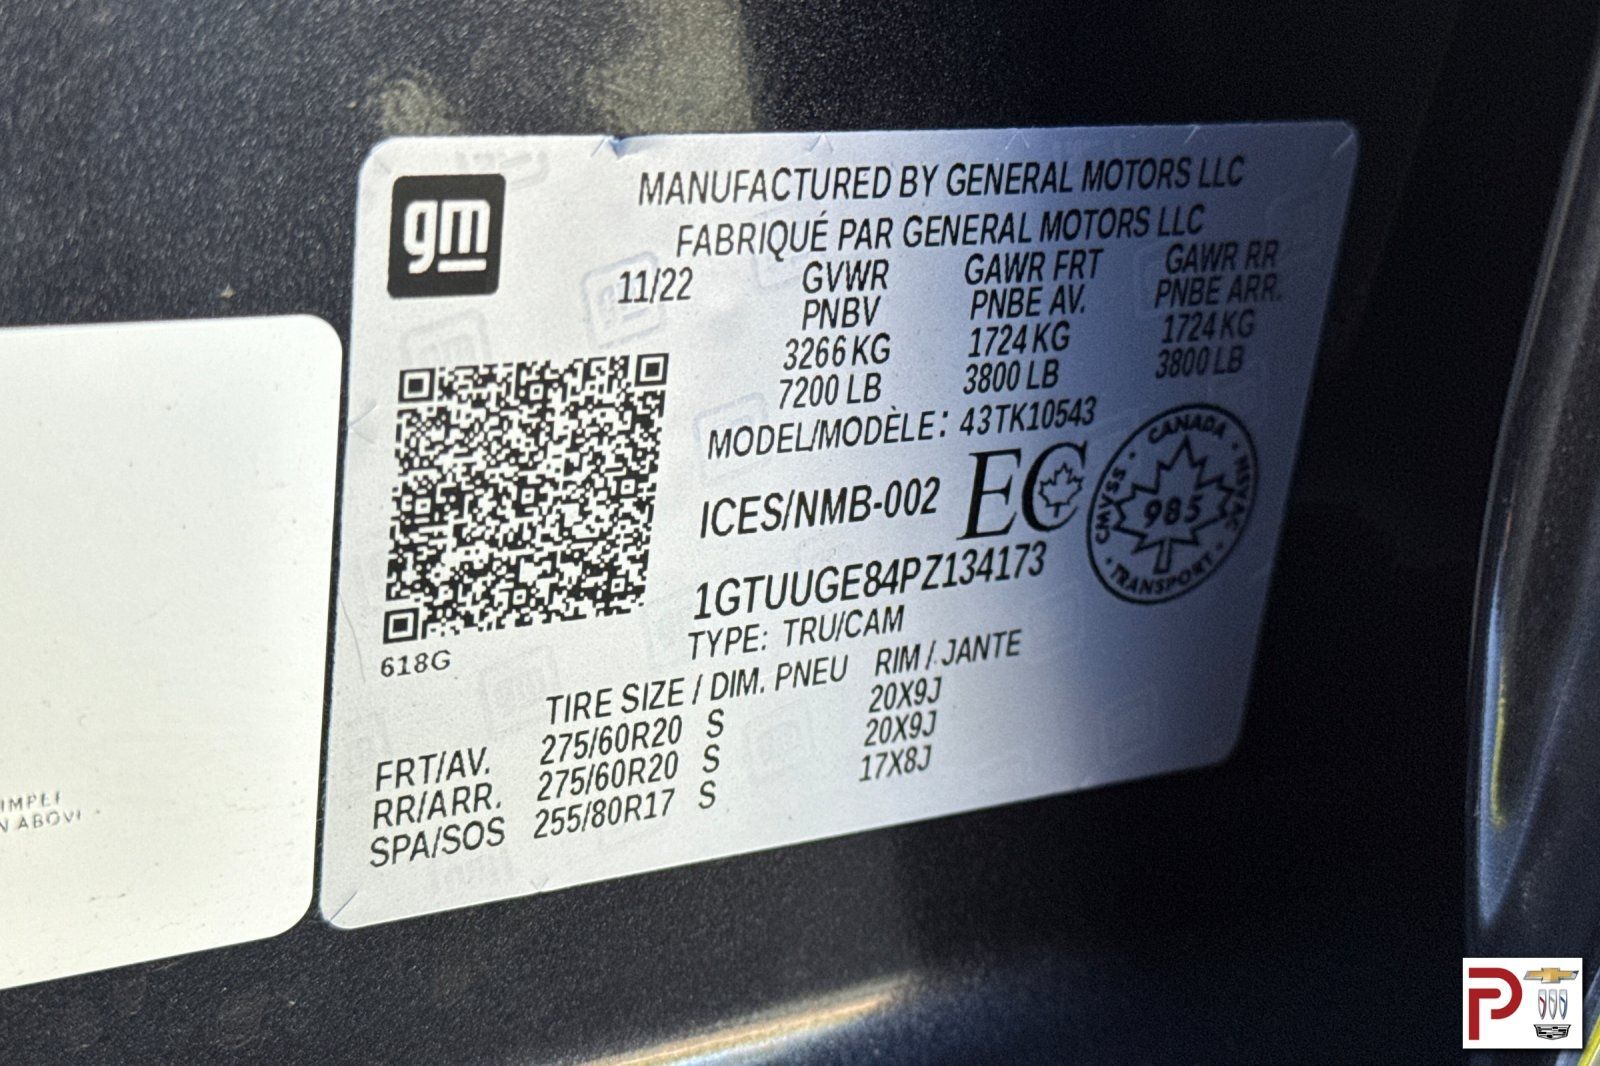 gm
MANUFACTURED BY GENERAL MOTORS LLC
FABRIQUÉ PAR GENERAL MOTORS LLC
11/22 GVWR GAWR FRT GAWR RR
PNBV PNBE AV. PNBE ARR.
3266 KG 1724 KG 1724 KG
7200 LB 3800 LB 3800 LB
MODEL/MODÈLE: 43TK10543
ICES/NMB-002 EC
CANADA
CMVSS 985 NSVAC
TRANSPORT
1GTUUGE84PZ134173
TYPE: TRU/CAM
618G
TIRE SIZE / DIM. PNEU RIM / JANTE
FRT/AV. 275/60R20 S 20X9J
RR/ARR. 275/60R20 S 20X9J
SPA/SOS 255/80R17 S 17X8J
P